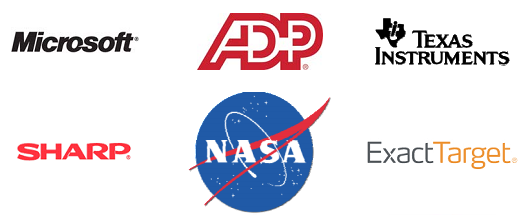 Microsoft®
ADP®
TEXAS
INSTRUMENTS
SHARP®
NASA
ExactTarget®